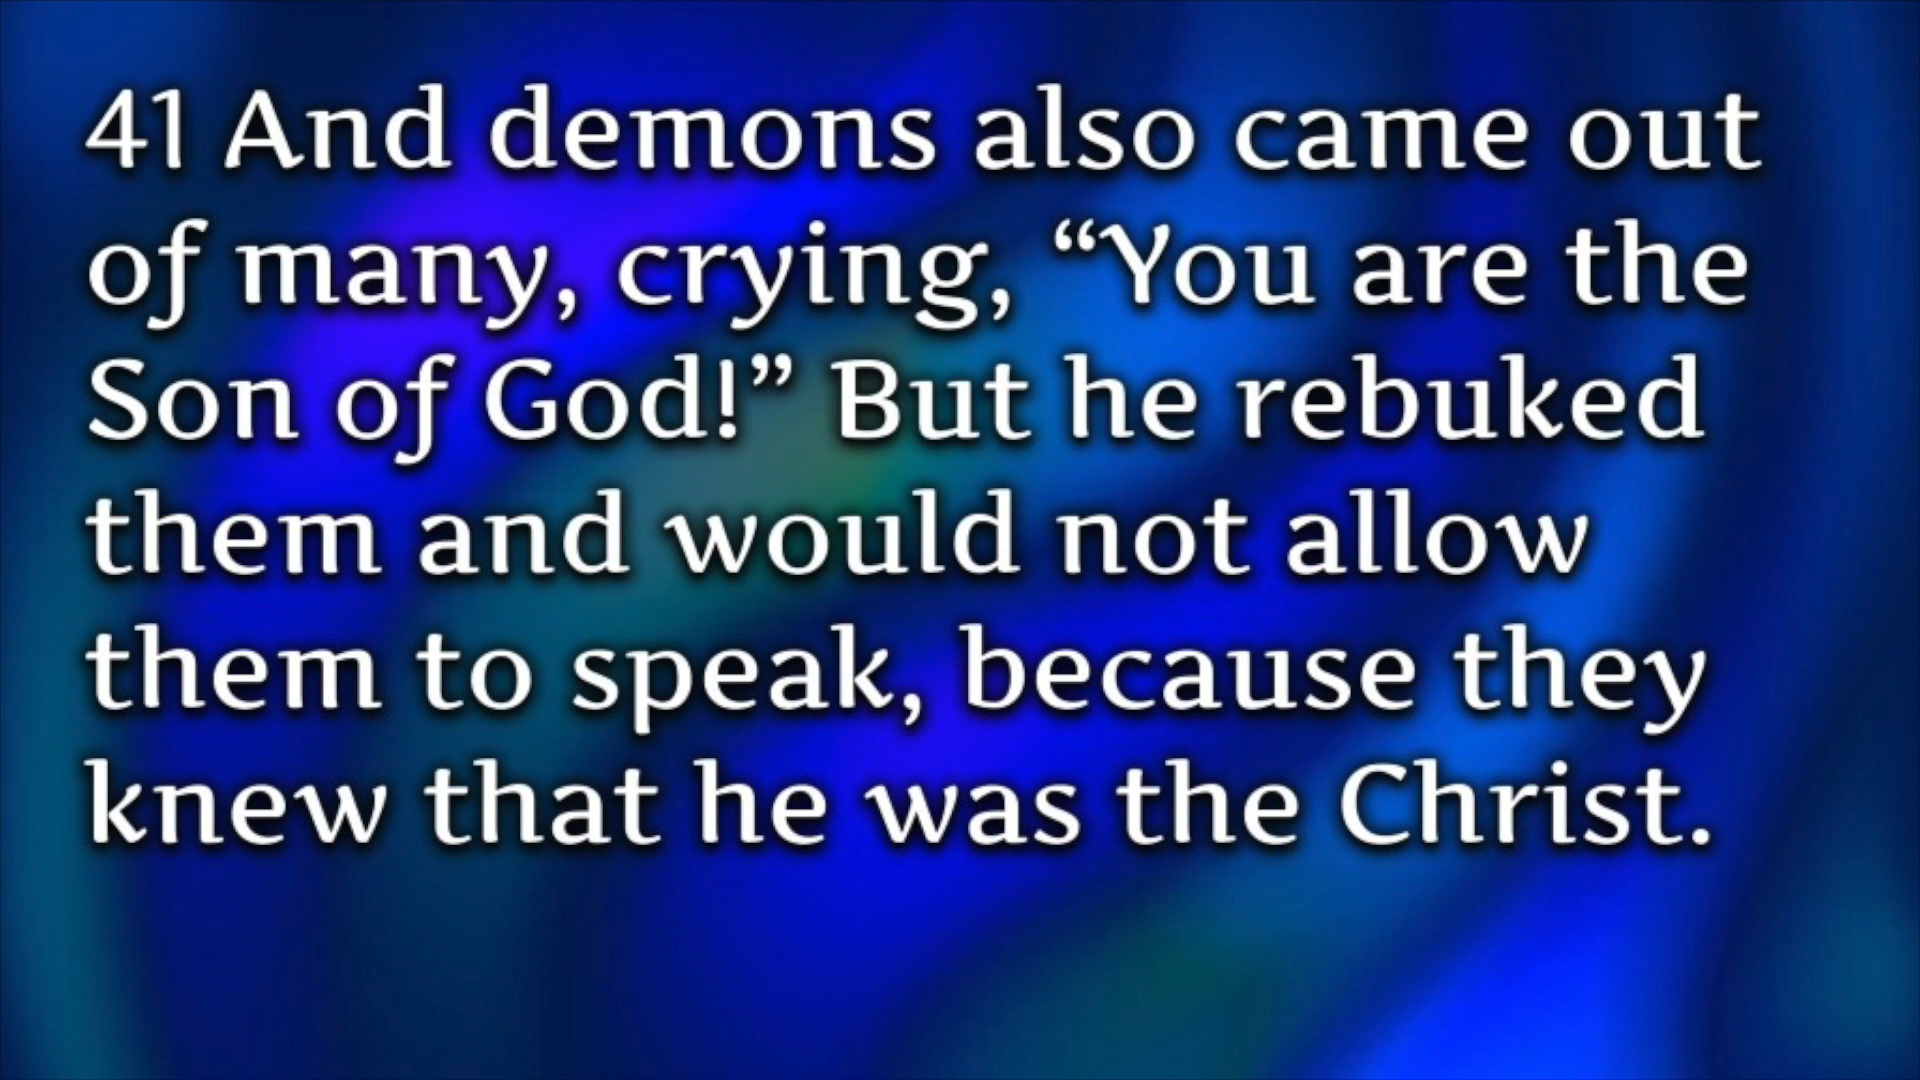 41 And demons also came out
of many, crying, “You are the
Son of God!” But he rebuked
them and would not allow
them to speak, because they
knew that he was the Christ.